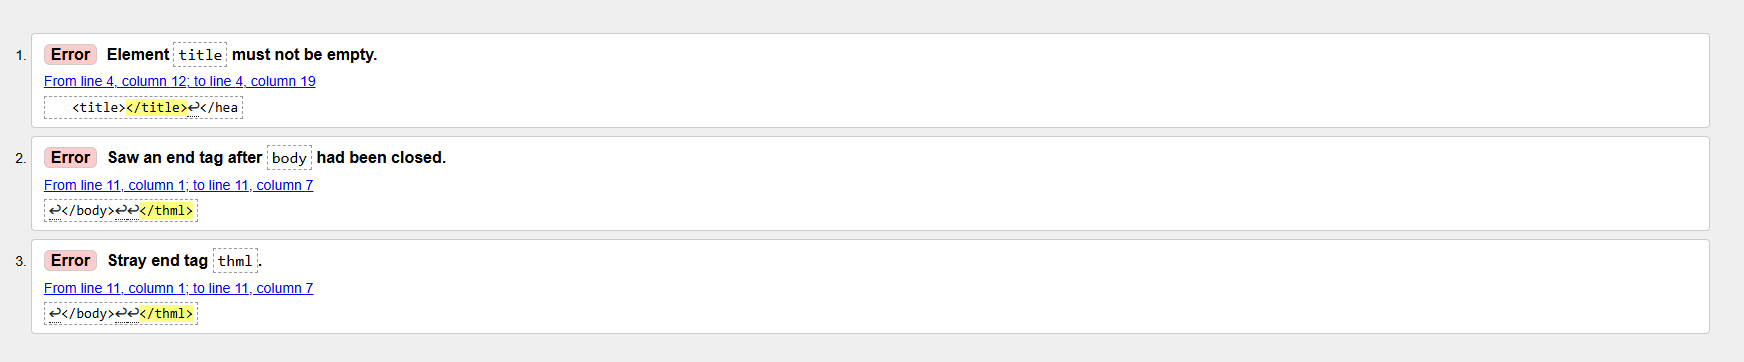 1. Error Element title must not be empty.
From line 4, column 12; to line 4, column 19
<title></title>↩</hea
2. Error Saw an end tag after body had been closed.
From line 11, column 1; to line 11, column 7
↩</body>↩↩</thml>
3. Error Stray end tag thml.
From line 11, column 1; to line 11, column 7
↩</body>↩↩</thml>